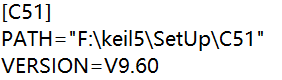 [C51]
PATH="F:\keil5\SetUp\C51"
VERSION=V9.60